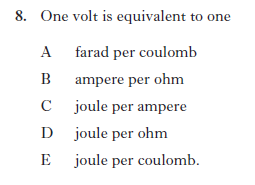 8. One volt is equivalent to one
A farad per coulomb
B ampere per ohm
C joule per ampere
D joule per ohm
E joule per coulomb.